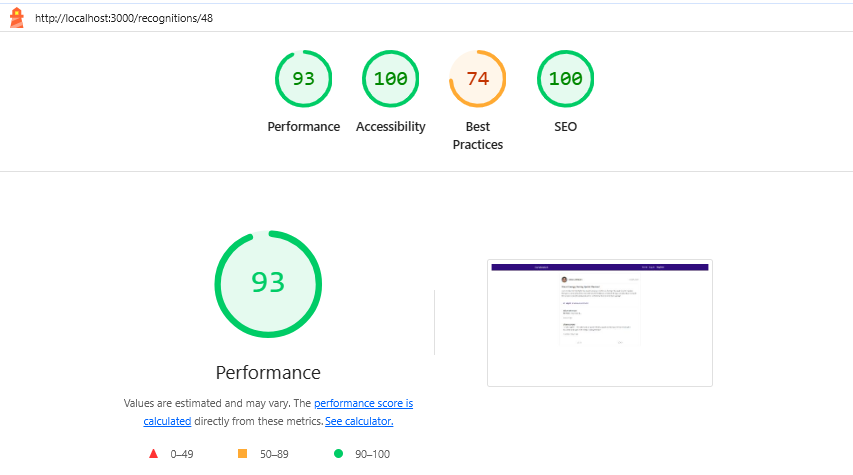 http://localhost:3000/recognitions/48
93
100
74
100
Performance
Accessibility
Best
Practices
SEO
93
Performance
Values are estimated and may vary. The performance score is
calculated directly from these metrics. See calculator.
0–49
50–89
90–100